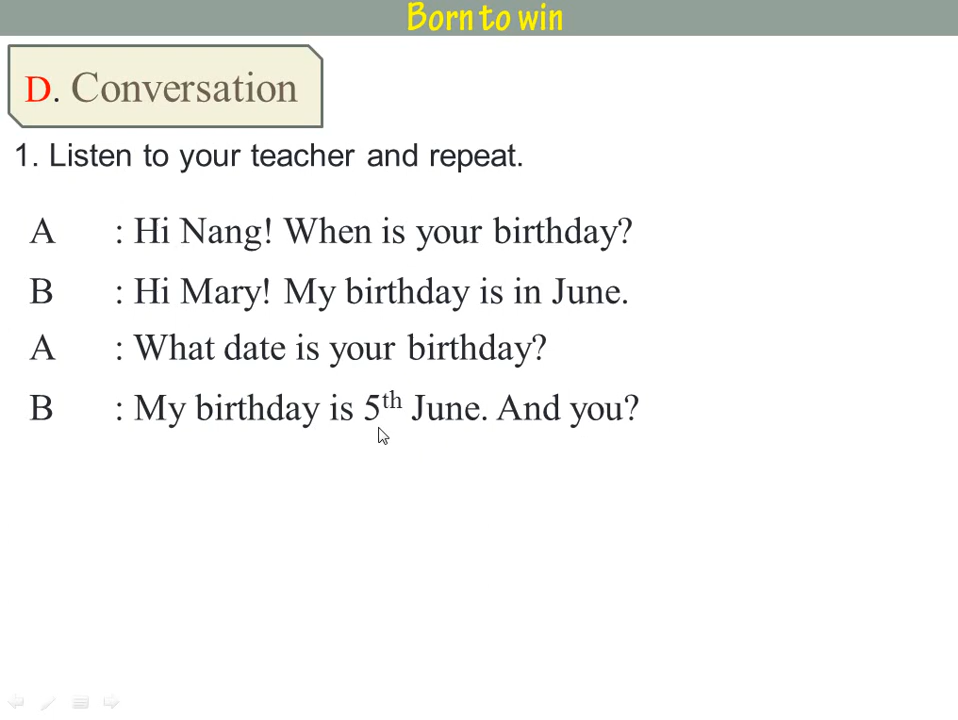 Born to win
D. Conversation
1. Listen to your teacher and repeat.
A : Hi Nang! When is your birthday?
B : Hi Mary! My birthday is in June.
A : What date is your birthday?
B : My birthday is 5th June. And you?